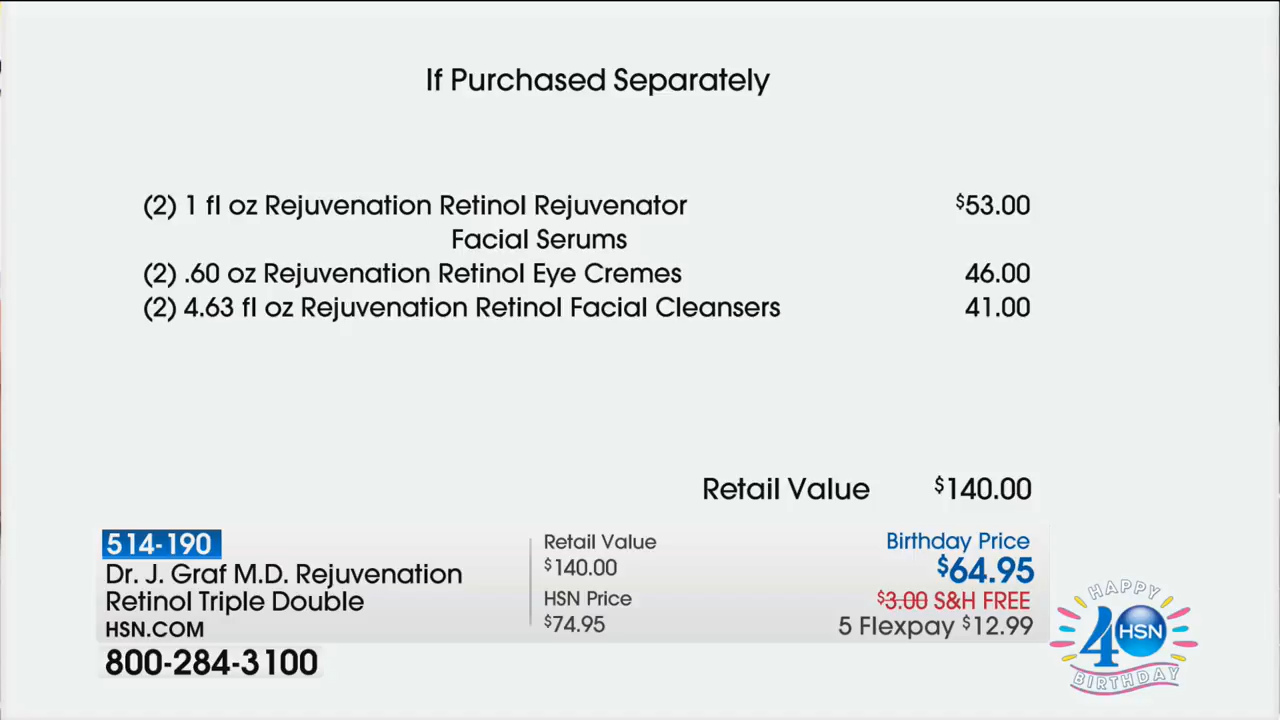 If Purchased Separately
(2) 1 fl oz Rejuvenation Retinol Rejuvenator $53.00
Facial Serums
(2) .60 oz Rejuvenation Retinol Eye Cremes 46.00
(2) 4.63 fl oz Rejuvenation Retinol Facial Cleansers 41.00
Retail Value $140.00
514-190
Dr. J. Graf M.D. Rejuvenation
Retinol Triple Double
HSN.COM
800-284-3100
Retail Value
$140.00
HSN Price
$74.95
Birthday Price
$64.95
$3.00 S&H FREE
5 Flexpay $12.99
HAPPY
40 HSN
BIRTHDAY